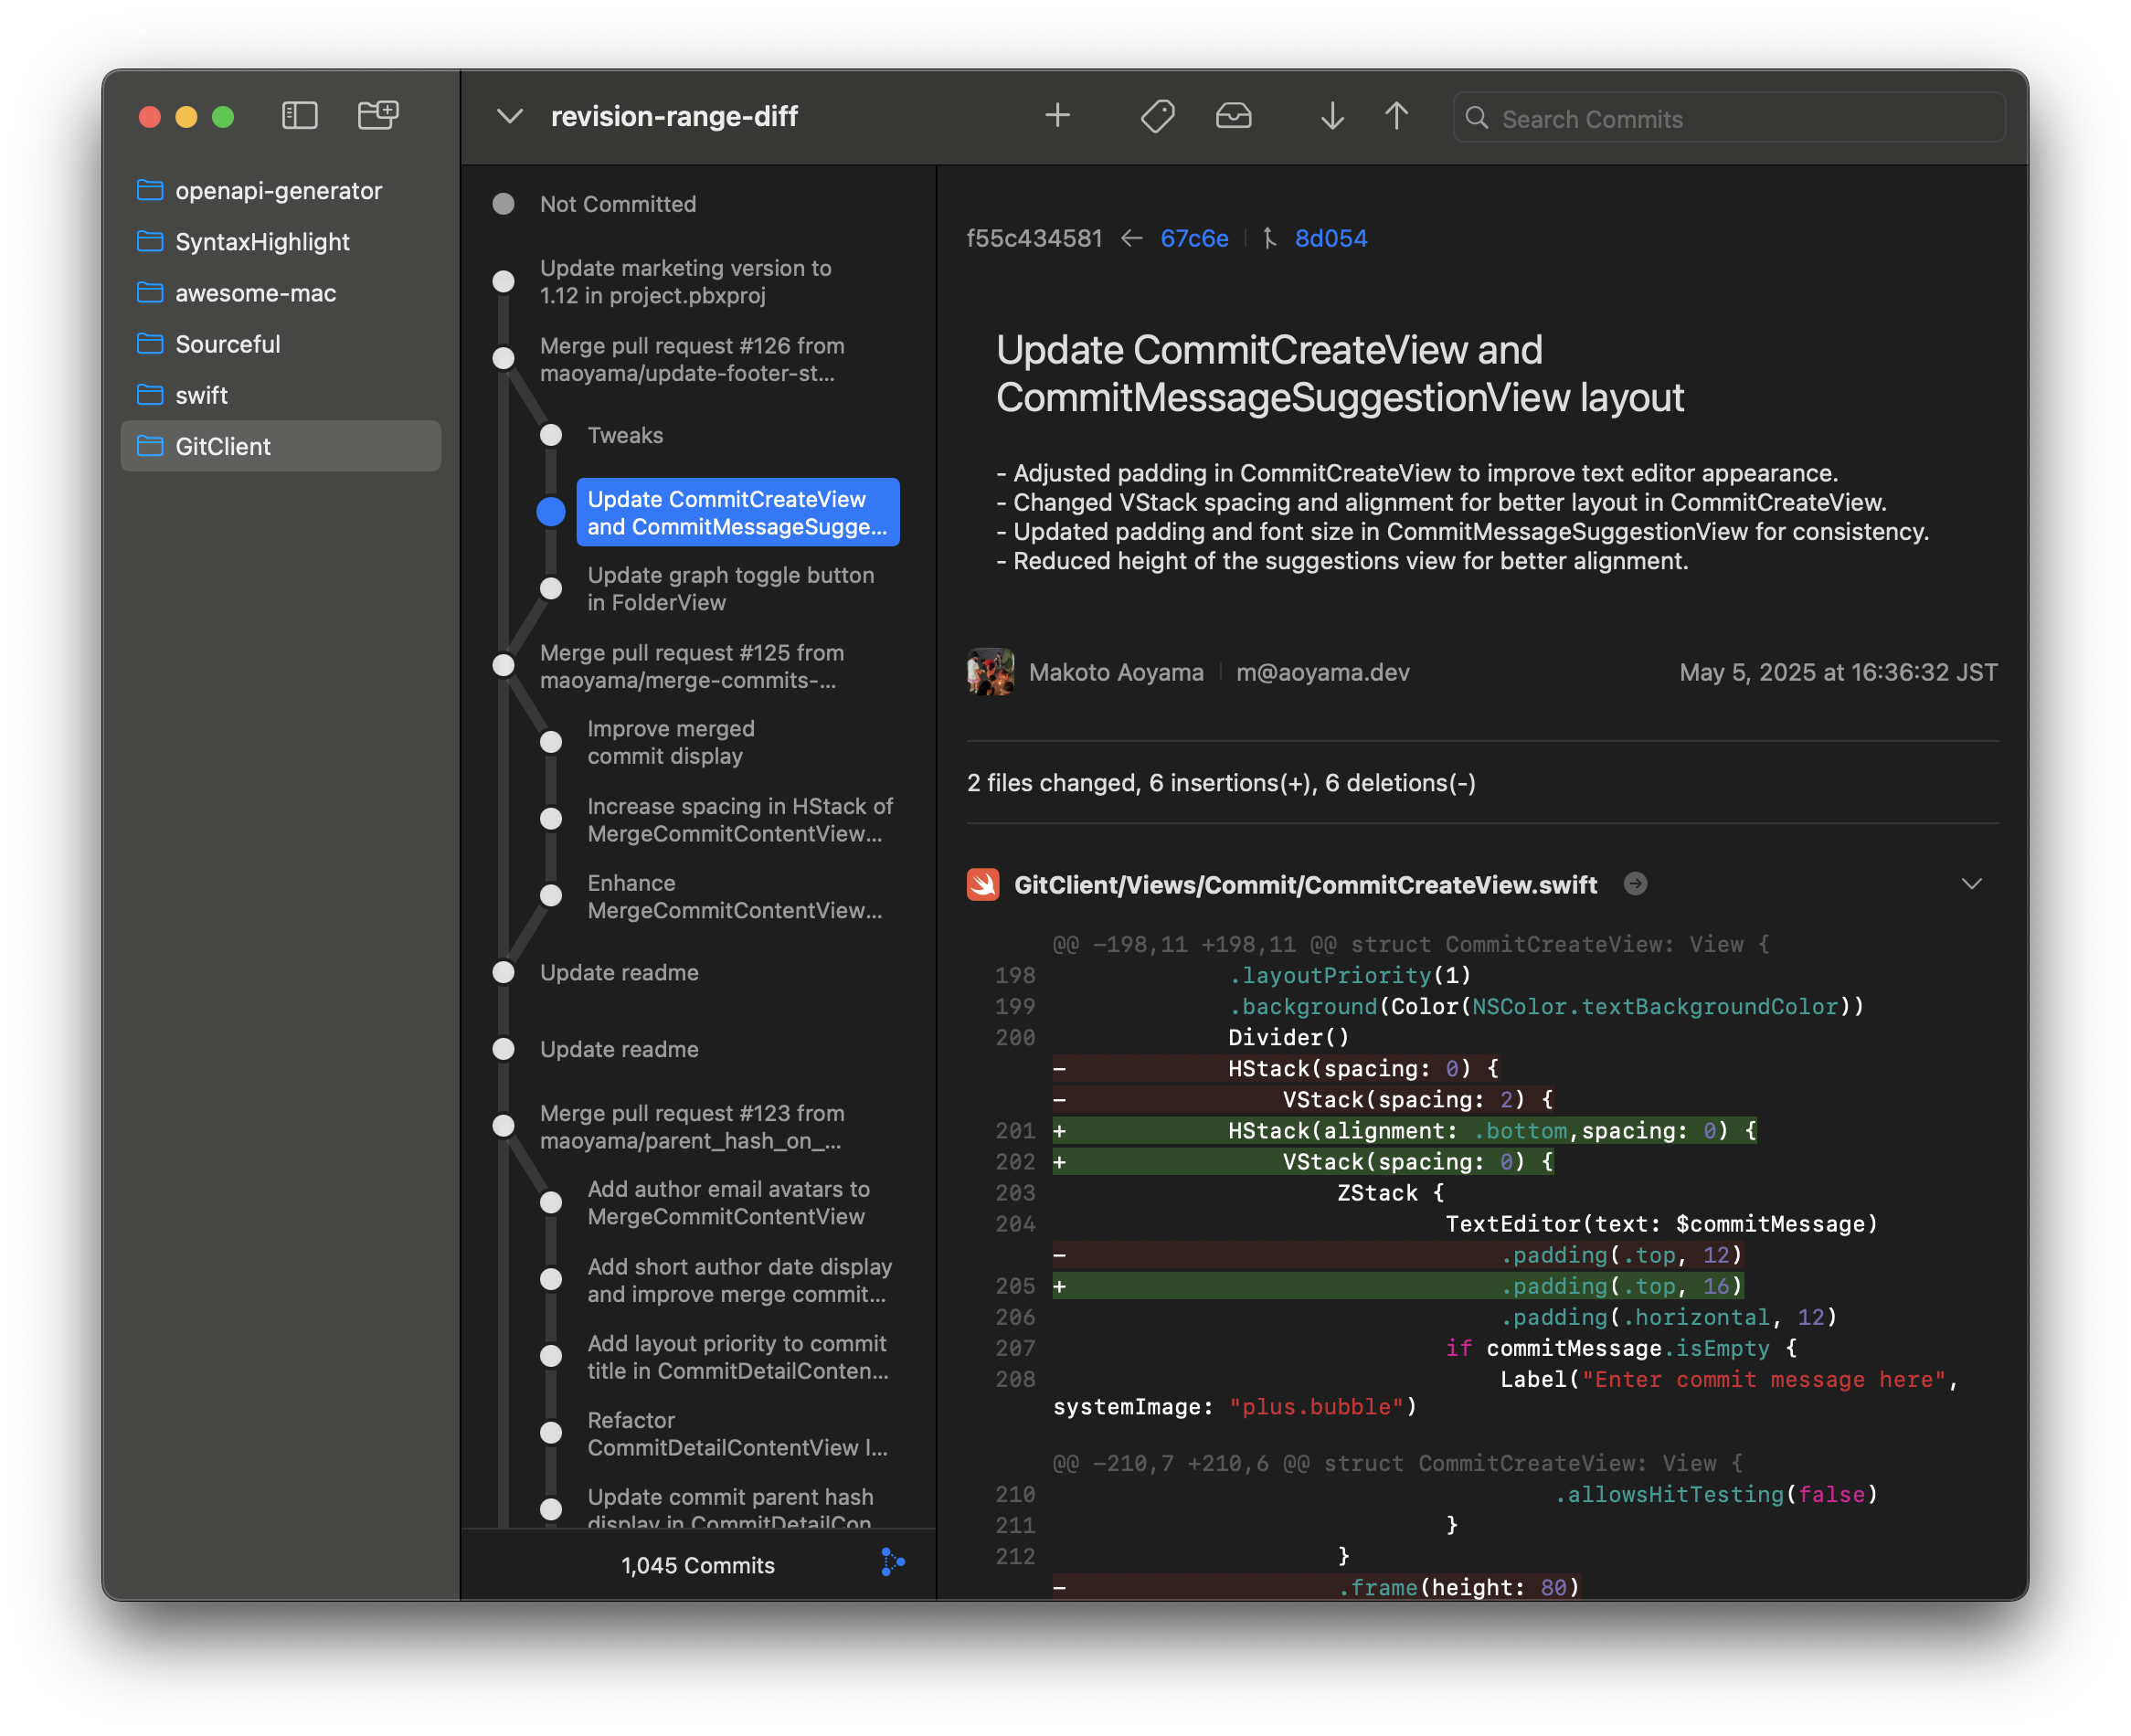 revision-range-diff
Search Commits
openapi-generator
SyntaxHighlight
awesome-mac
Sourceful
swift
GitClient
Not Committed
Update marketing version to
1.12 in project.pbxproj
Merge pull request #126 from
maoyama/update-footer-st...
Tweaks
Update CommitCreateView
and CommitMessageSugge...
Update graph toggle button
in FolderView
Merge pull request #125 from
maoyama/merge-commits-...
Improve merged
commit display
Increase spacing in HStack of
MergeCommitContentView...
Enhance
MergeCommitContentView...
Update readme
Update readme
Merge pull request #123 from
maoyama/parent_hash_on_...
Add author email avatars to
MergeCommitContentView
Add short author date display
and improve merge commit...
Add layout priority to commit
title in CommitDetailConten...
Refactor
CommitDetailContentView l...
Update commit parent hash
display in CommitDetailCon
1,045 Commits
f55c434581 ← 67c6e 8d054
Update CommitCreateView and
CommitMessageSuggestionView layout
- Adjusted padding in CommitCreateView to improve text editor appearance.
- Changed VStack spacing and alignment for better layout in CommitCreateView.
- Updated padding and font size in CommitMessageSuggestionView for consistency.
- Reduced height of the suggestions view for better alignment.
Makoto Aoyama m@aoyama.dev May 5, 2025 at 16:36:32 JST
2 files changed, 6 insertions(+), 6 deletions(-)
GitClient/Views/Commit/CommitCreateView.swift
@@ -198,11 +198,11 @@ struct CommitCreateView: View {
198 .layoutPriority(1)
199 .background(Color(NSColor.textBackgroundColor))
200 Divider()
- HStack(spacing: 0) {
- VStack(spacing: 2) {
201 + HStack(alignment: .bottom,spacing: 0) {
202 + VStack(spacing: 0) {
203 ZStack {
204 TextEditor(text: $commitMessage)
- .padding(.top, 12)
205 + .padding(.top, 16)
206 .padding(.horizontal, 12)
207 if commitMessage.isEmpty {
208 Label("Enter commit message here",
systemImage: "plus.bubble")
@@ -210,7 +210,6 @@ struct CommitCreateView: View {
210 .allowsHitTesting(false)
211 }
212 }
- .frame(height: 80)